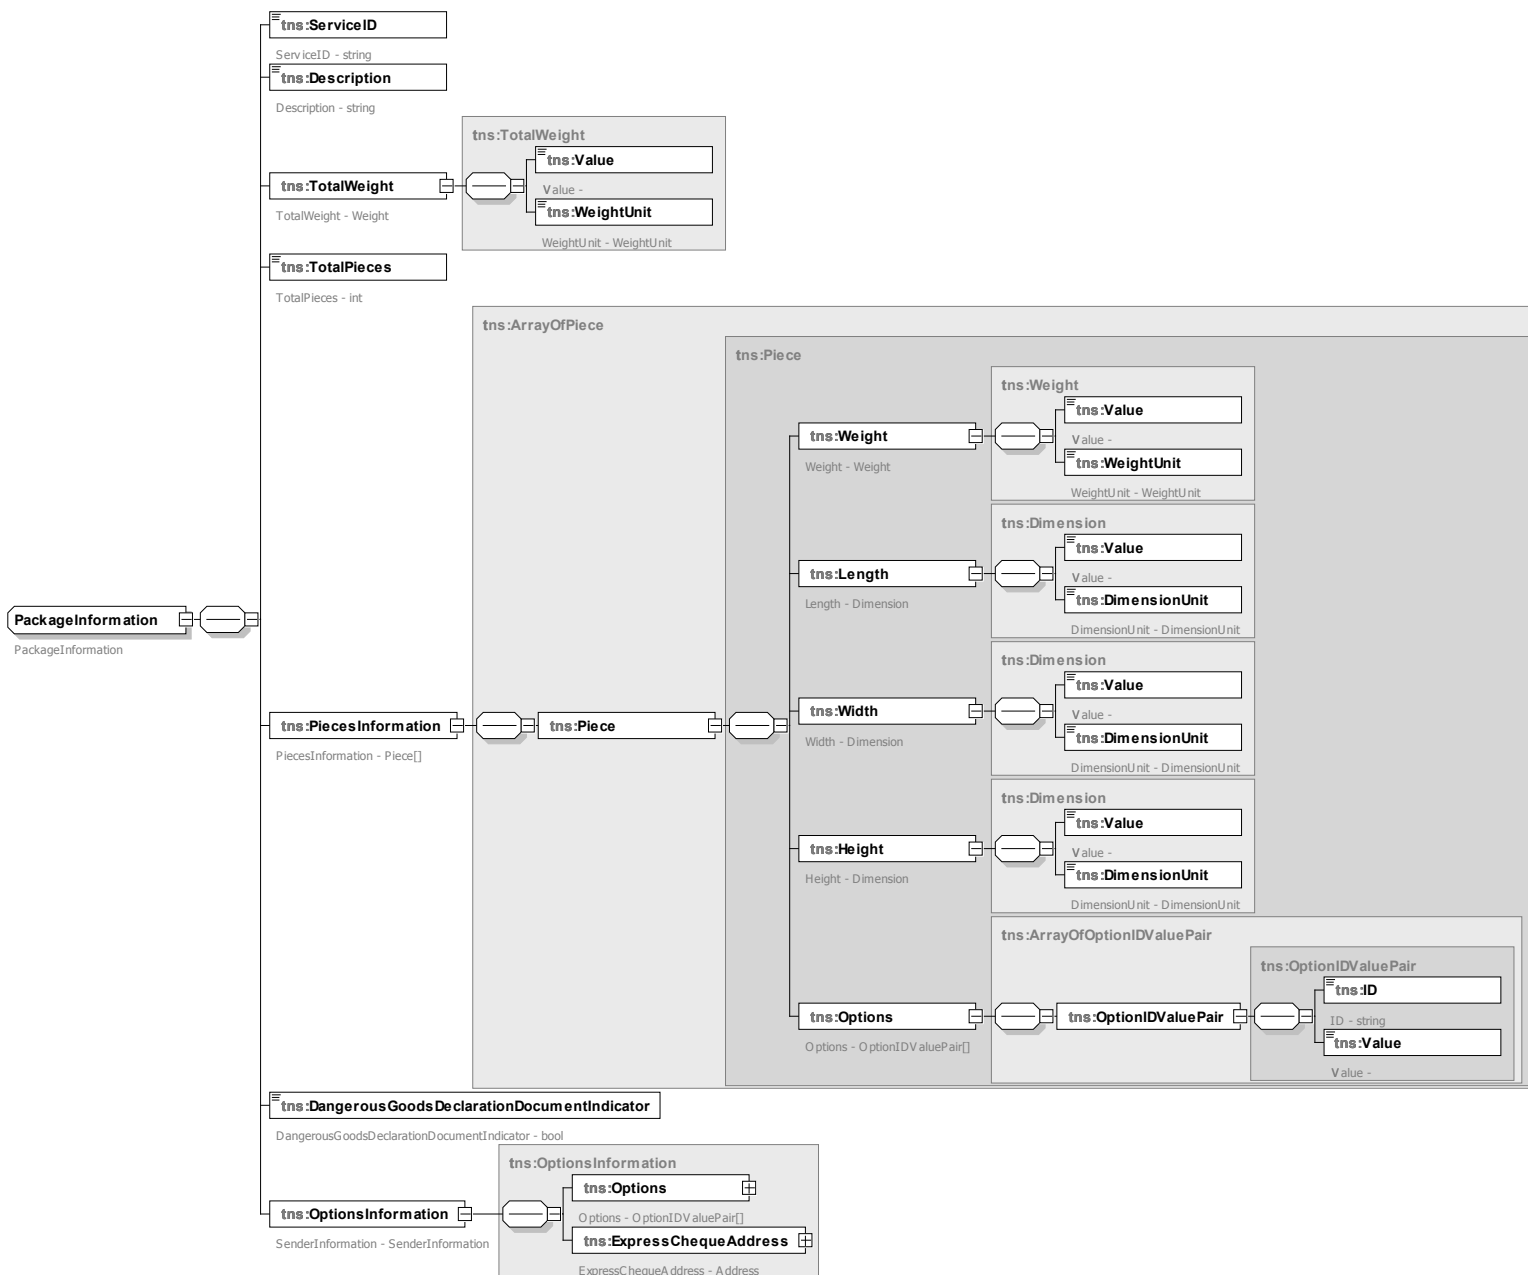 tns:ServiceID
ServiceID - string
tns:Description
Description - string
tns:TotalWeight
tns:Value
tns:TotalWeight
Value -
tns:WeightUnit
TotalWeight - Weight
WeightUnit - WeightUnit
tns:TotalPieces
TotalPieces - int
tns:ArrayOfPiece
tns:Piece
tns:Weight
tns:Value
tns:Weight
Value -
tns:WeightUnit
Weight - Weight
WeightUnit - WeightUnit
tns:Dimension
tns:Value
tns:Length
Value -
tns:DimensionUnit
Length - Dimension
DimensionUnit - DimensionUnit
PackageInformation
PackageInformation
tns:Dimension
tns:Value
tns:Width
Value -
tns:PiecesInformation
tns:Piece
tns:DimensionUnit
Width - Dimension
PiecesInformation - Piece[]
DimensionUnit - DimensionUnit
tns:Dimension
tns:Value
tns:Height
Value -
tns:DimensionUnit
Height - Dimension
DimensionUnit - DimensionUnit
tns:ArrayOfOptionIDValuePair
tns:OptionIDValuePair
tns:ID
tns:Options
tns:OptionIDValuePair
ID - string
tns:Value
Options - OptionIDValuePair[]
Value -
tns:DangerousGoodsDeclarationDocumentIndicator
DangerousGoodsDeclarationDocumentIndicator - bool
tns:OptionsInformation
tns:Options
tns:OptionsInformation
Options - OptionIDValuePair[]
tns:ExpressChequeAddress
SenderInformation - SenderInformation
ExpressChequeAddress - Address